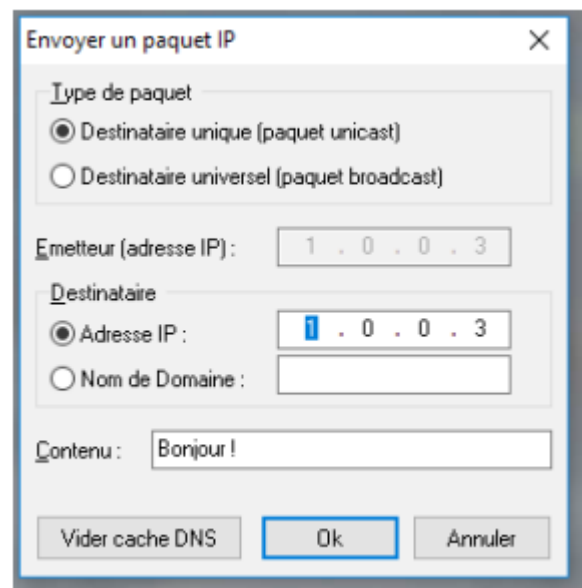 Envoyer un paquet IP
Type de paquet
Destinataire unique (paquet unicast)
Destinataire universel (paquet broadcast)
Emetteur (adresse IP) : 1 . 0 . 0 . 3
Destinataire
Adresse IP : 1 . 0 . 0 . 3
Nom de Domaine :
Contenu : Bonjour !
Vider cache DNS Ok Annuler